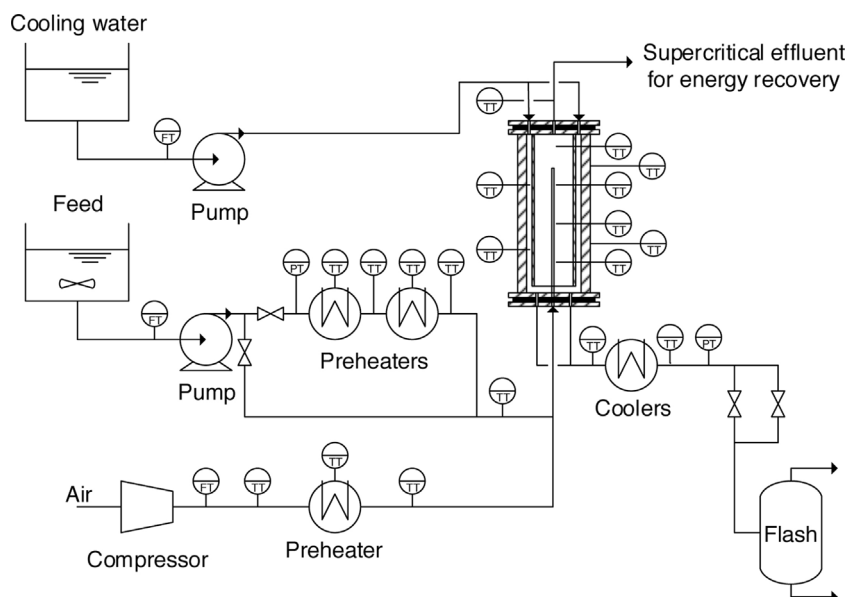 Cooling water
Supercritical effluent
for energy recovery
TT
FT
TT
TT
Pump
TT
TT
Feed
TT
TT
TT
PT
TT
TT
TT
TT
TT
FT
Preheaters
TT
TT
PT
Pump
TT
Coolers
TT
Air
FT
TT
TT
Compressor
Preheater
Flash